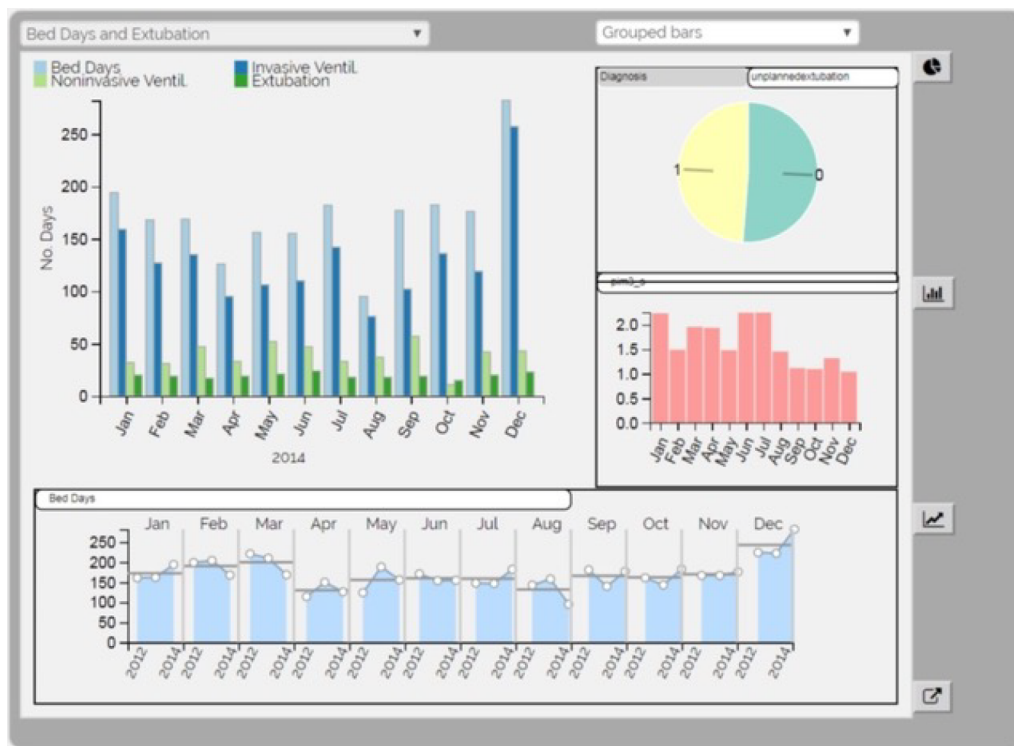 Bed Days and Extubation
Grouped bars
Bed Days Invasive Ventil.
Noninvasive Ventil. Extubation
No. Days
250
200
150
100
50
0
Jan Feb Mar Apr May Jun Jul Aug Sep Oct Nov Dec
2014
Diagnosis unplannedextubation
1 0
2.0
1.5
1.0
0.5
0.0
Jan Feb Mar Apr May Jun Jul Aug Sep Oct Nov Dec
Bed Days
Jan Feb Mar Apr May Jun Jul Aug Sep Oct Nov Dec
250
200
150
100
50
0
2012 2014 2012 2014 2012 2014 2012 2014 2012 2014 2012 2014 2012 2014 2012 2014 2012 2014 2012 2014 2012 2014 2012 2014